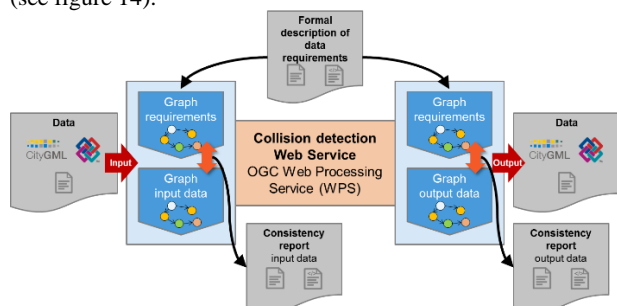 (see figure 14).
Formal
description of
data
requirements
Data
CityGML
Input
Graph
requirements
Graph
input data
Collision detection
Web Service
OGC Web Processing
Service (WPS)
Graph
requirements
Graph
output data
Output
Data
CityGML
Consistency
report
input data
Consistency
report
output data